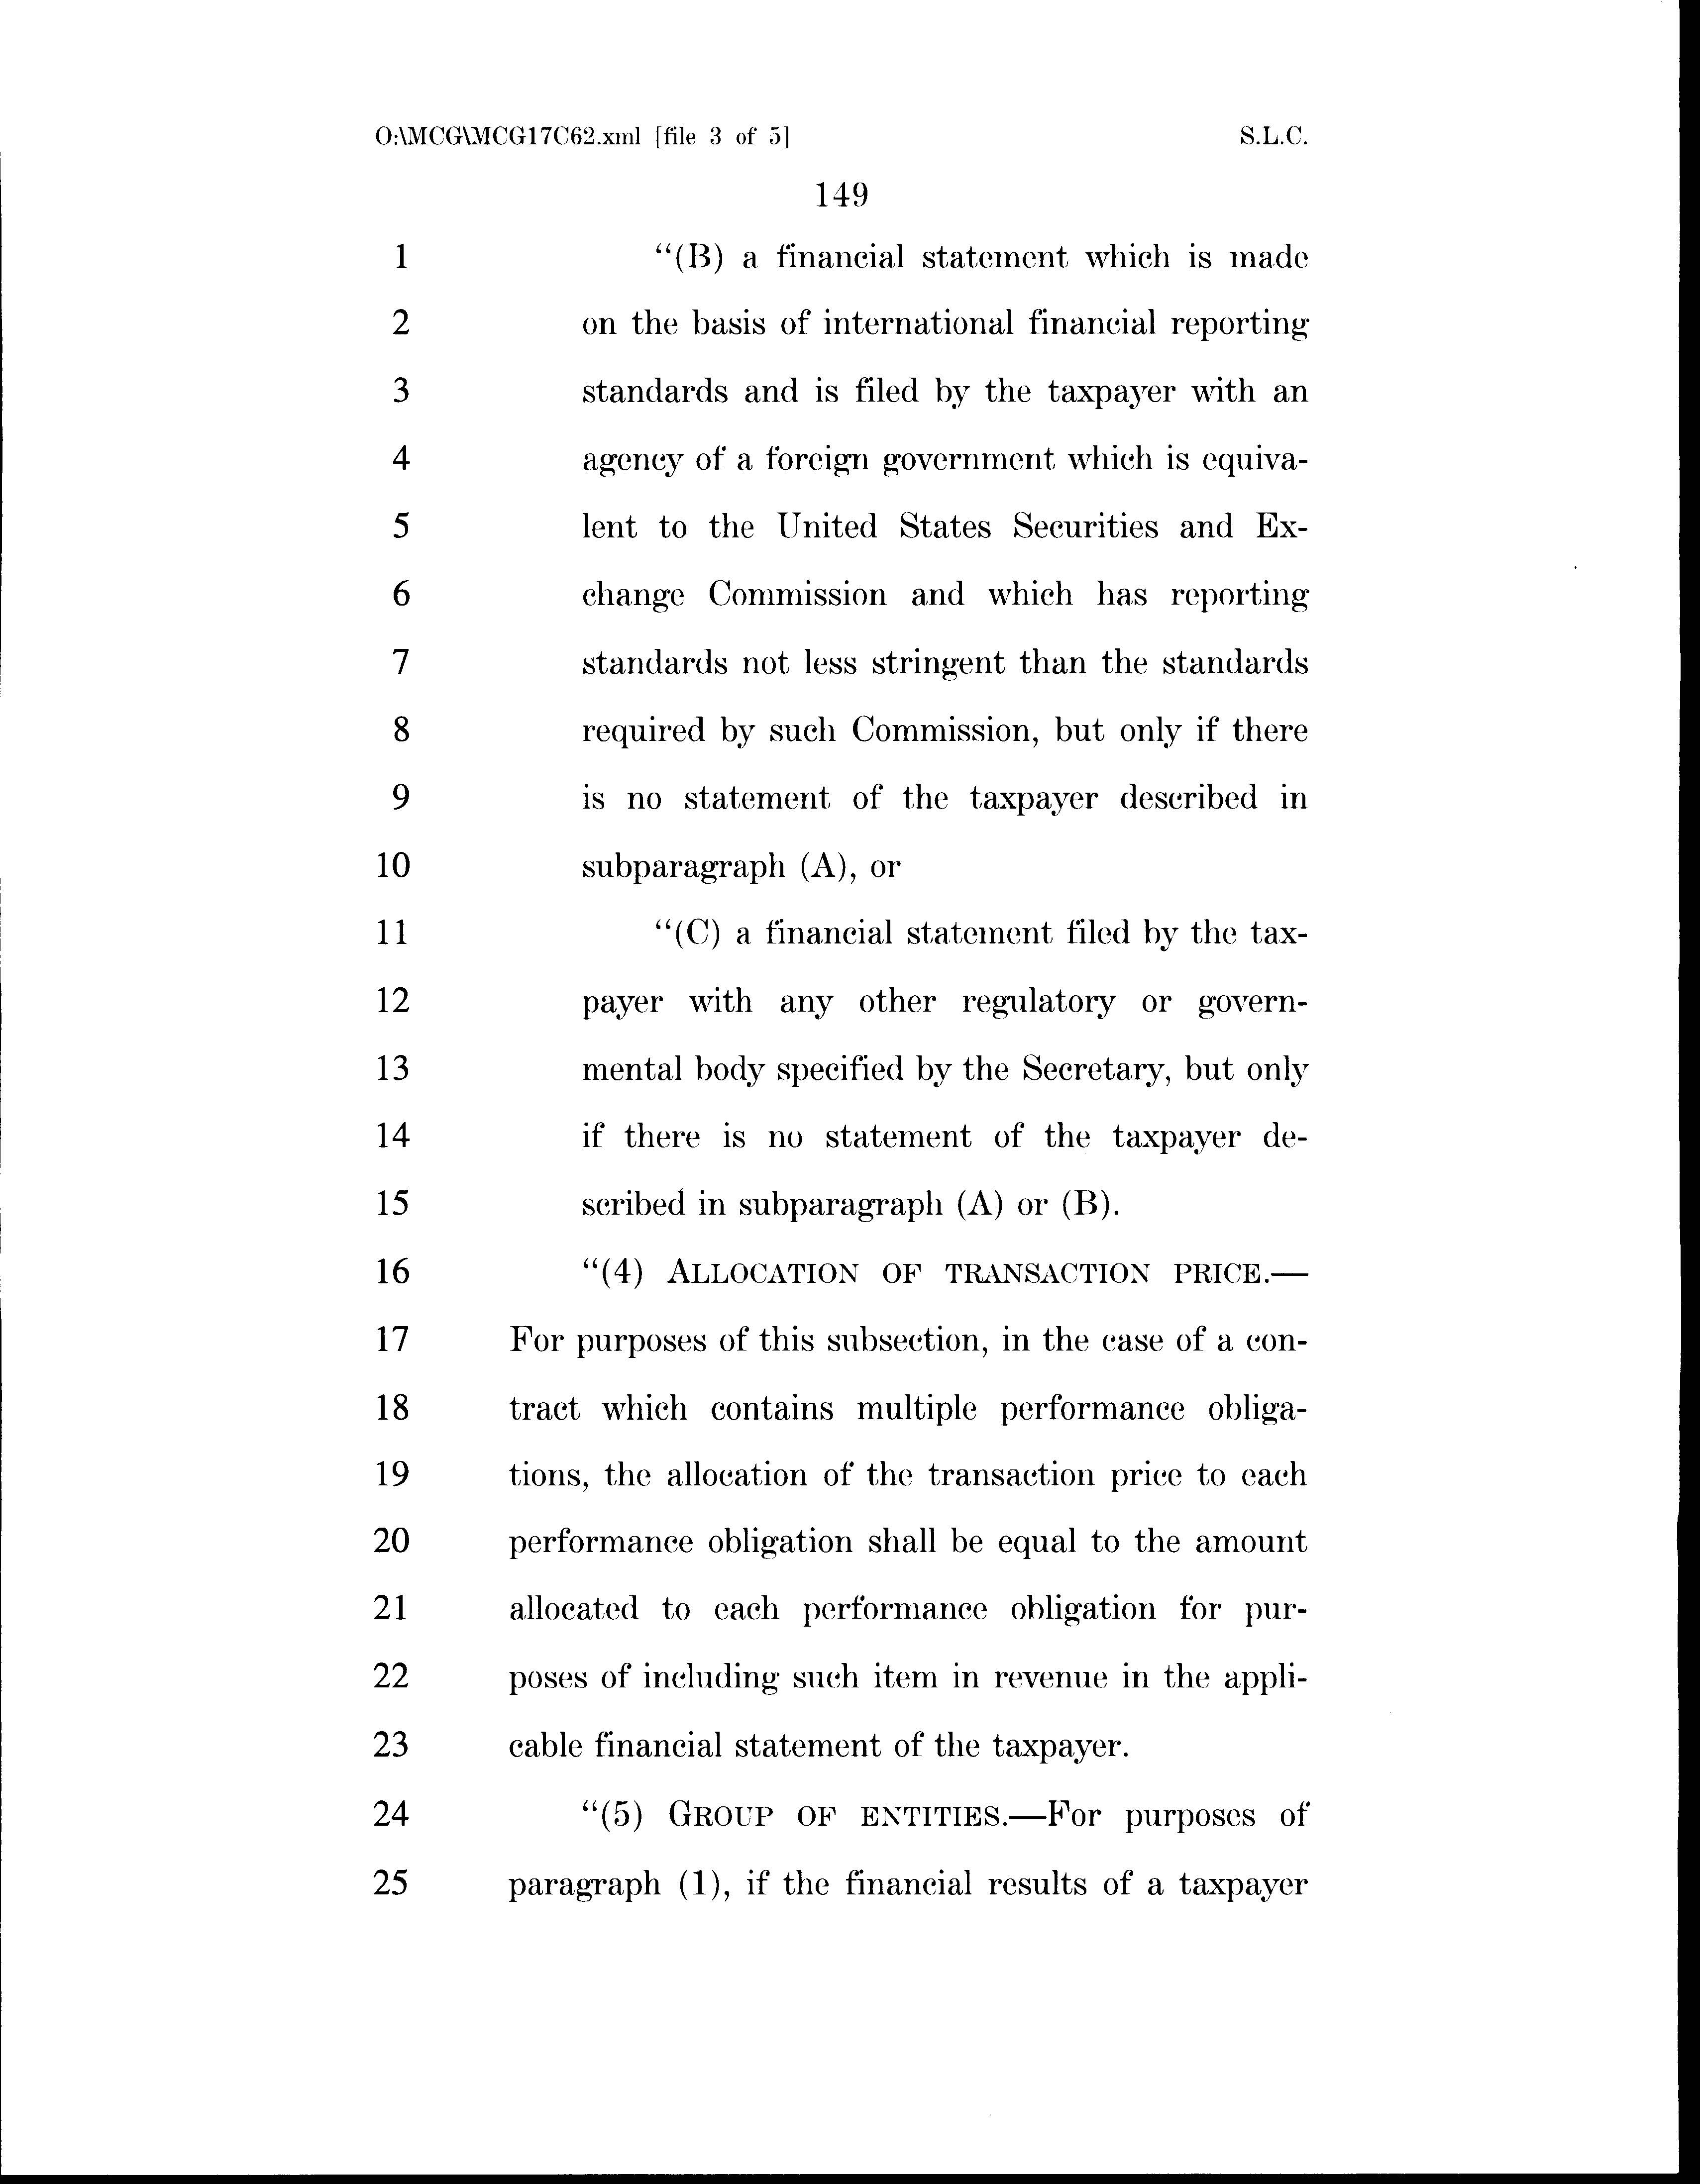 O:\MCG\MCG17C62.xml [file 3 of 5] S.L.C.
149
1 “(B) a financial statement which is made
2 on the basis of international financial reporting
3 standards and is filed by the taxpayer with an
4 agency of a foreign government which is equiva-
5 lent to the United States Securities and Ex-
6 change Commission and which has reporting
7 standards not less stringent than the standards
8 required by such Commission, but only if there
9 is no statement of the taxpayer described in
10 subparagraph (A), or
11 “(C) a financial statement filed by the tax-
12 payer with any other regulatory or govern-
13 mental body specified by the Secretary, but only
14 if there is no statement of the taxpayer de-
15 scribed in subparagraph (A) or (B).
16 “(4) ALLOCATION OF TRANSACTION PRICE.—
17 For purposes of this subsection, in the case of a con-
18 tract which contains multiple performance obliga-
19 tions, the allocation of the transaction price to each
20 performance obligation shall be equal to the amount
21 allocated to each performance obligation for pur-
22 poses of including such item in revenue in the appli-
23 cable financial statement of the taxpayer.
24 “(5) GROUP OF ENTITIES.—For purposes of
25 paragraph (1), if the financial results of a taxpayer